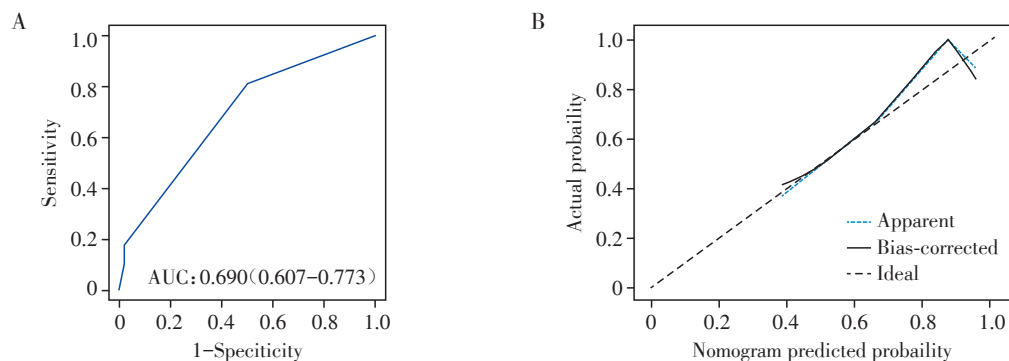 A
1.0
0.8
0.6
0.4
0.2
0
Sensitivity
AUC:0.690(0.607-0.773)
0 0.2 0.4 0.6 0.8 1.0
1-Speciticity
B
1.0
0.8
0.6
0.4
0.2
0
Actual probaility
Apparent
Bias-corrected
Ideal
0 0.2 0.4 0.6 0.8 1.0
Nomogram predicted probaility